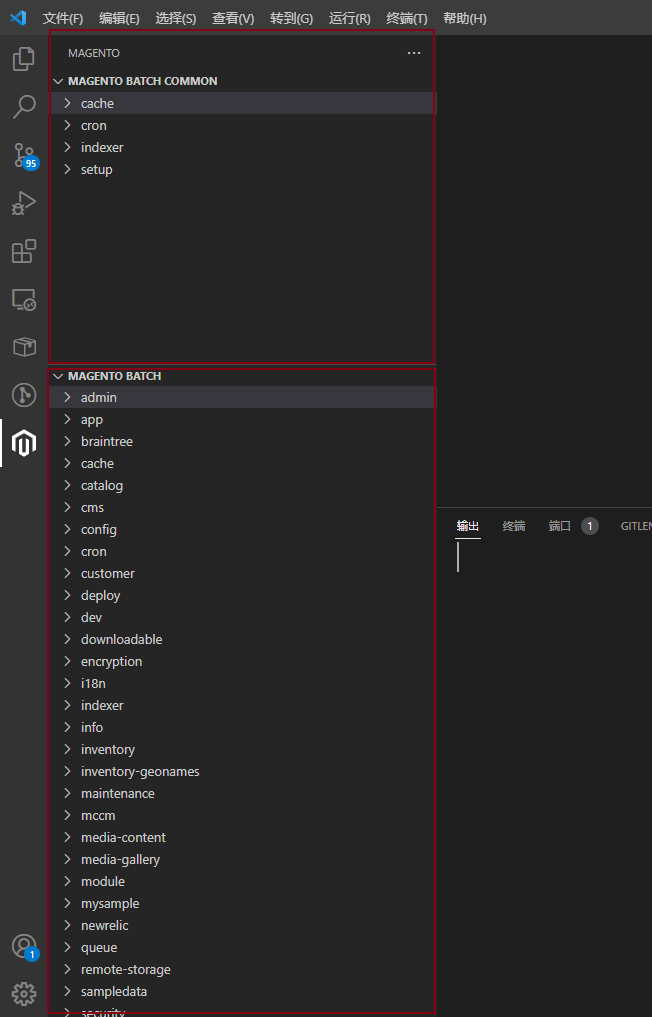 文件(F) 编辑(E) 选择(S) 查看(V) 转到(G) 运行(R) 终端(T) 帮助(H)
MAGENTO ...
MAGENTO BATCH COMMON
cache
cron
indexer
setup
95
MAGENTO BATCH
admin
app
braintree
cache
catalog
cms
config
cron
customer
deploy
dev
downloadable
encryption
i18n
indexer
info
inventory
inventory-geonames
maintenance
mccm
media-content
media-gallery
module
mysample
newrelic
queue
remote-storage
sampledata
security
1
输出 终端 端口 1 GITLEN